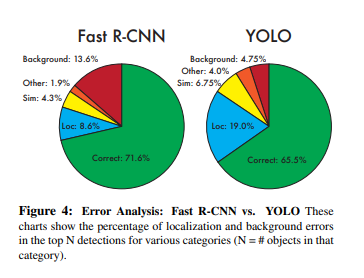 Fast R-CNN
YOLO
Background: 13.6%
Other: 1.9%
Sim: 4.3%
Loc: 8.6%
Correct: 71.6%
Background: 4.75%
Other: 4.0%
Sim: 6.75%
Loc: 19.0%
Correct: 65.5%
Figure 4: Error Analysis: Fast R-CNN vs. YOLO These
charts show the percentage of localization and background errors
in the top N detections for various categories (N = # objects in that
category).